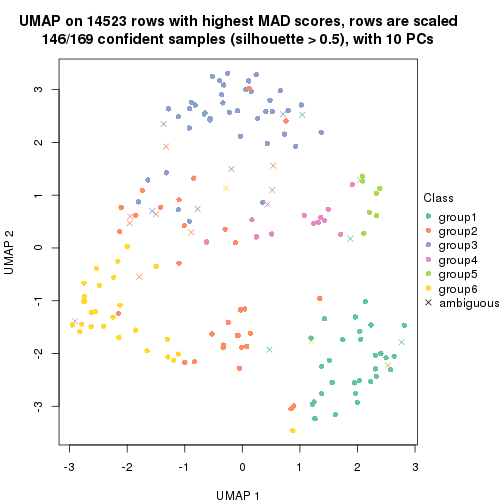 UMAP on 14523 rows with highest MAD scores, rows are scaled
146/169 confident samples (silhouette > 0.5), with 10 PCs
3
2
1
0
-1
-2
-3
UMAP 2
-3
-2
-1
0
1
2
3
UMAP 1
Class
group1
group2
group3
group4
group5
group6
ambiguous